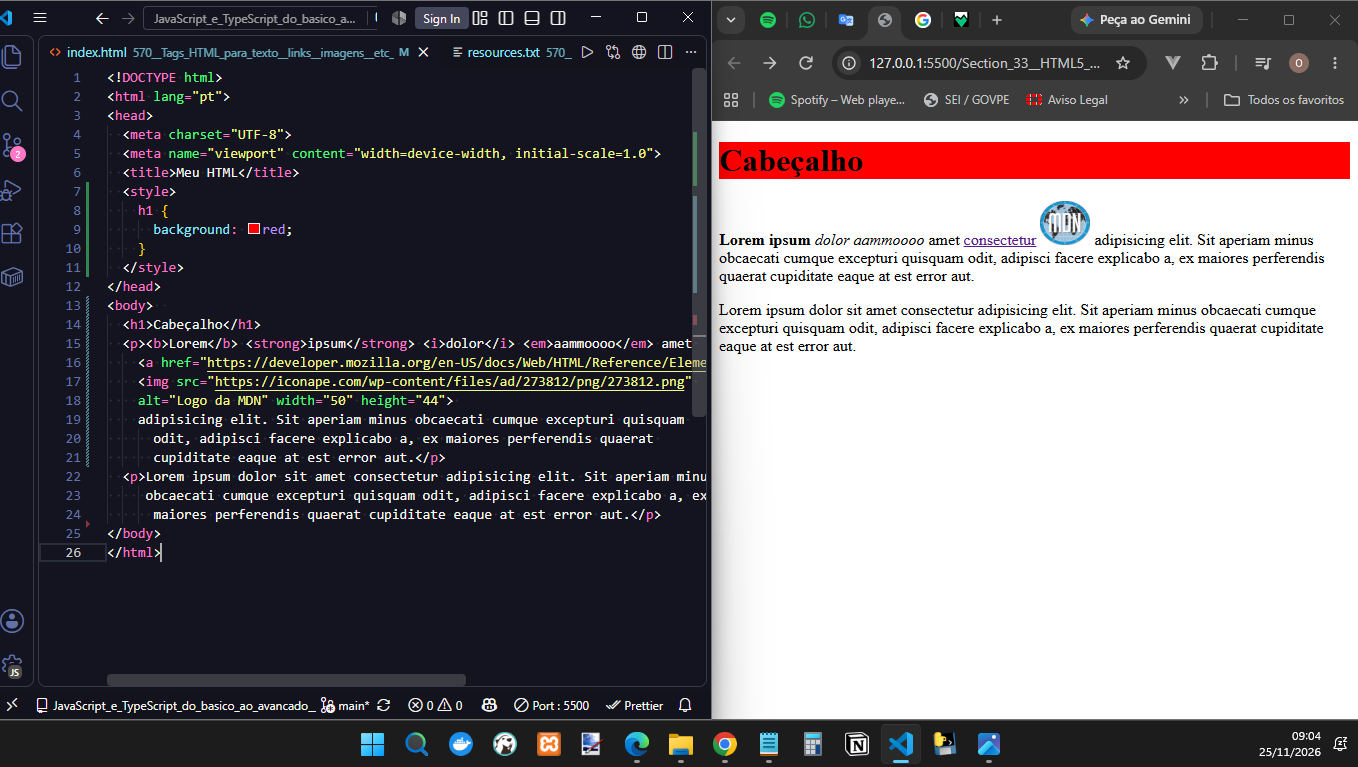 JavaScript_e_TypeScript_do_basico_a...
Sign In
index.html 570__Tags_HTML_para_texto__links__imagens__etc_ M
resources.txt 570_
1 <!DOCTYPE html>
2 <html lang="pt">
3 <head>
4 <meta charset="UTF-8">
5 <meta name="viewport" content="width=device-width, initial-scale=1.0">
6 <title>Meu HTML</title>
7 <style>
8 h1 {
9 background: red;
10 }
11 </style>
12 </head>
13 <body>
14 <h1>Cabeçalho</h1>
15 <p><b>Lorem</b> <strong>ipsum</strong> <i>dolor</i> <em>aammoooo</em> amet
16 <a href="https://developer.mozilla.org/en-US/docs/Web/HTML/Reference/Eleme
17 <img src="https://iconape.com/wp-content/files/ad/273812/png/273812.png"
18 alt="Logo da MDN" width="50" height="44">
19 adipisicing elit. Sit aperiam minus obcaecati cumque excepturi quisquam
20 odit, adipisci facere explicabo a, ex maiores perferendis quaerat
21 cupiditate eaque at est error aut.</p>
22 <p>Lorem ipsum dolor sit amet consectetur adipisicing elit. Sit aperiam minu
23 obcaecati cumque excepturi quisquam odit, adipisci facere explicabo a, ex
24 maiores perferendis quaerat cupiditate eaque at est error aut.</p>
25 </body>
26 </html>
2
JS
JavaScript_e_TypeScript_do_basico_ao_avancado_ main* 0 0 Port : 5500 Prettier
Peça ao Gemini
127.0.0.1:5500/Section_33__HTML5_...
O
Spotify – Web playe... SEI / GOVPE Aviso Legal » Todos os favoritos
Cabeçalho
MDN
Lorem ipsum dolor aammoooo amet consectetur adipisicing elit. Sit aperiam minus
obcaecati cumque excepturi quisquam odit, adipisci facere explicabo a, ex maiores perferendis
quaerat cupiditate eaque at est error aut.
Lorem ipsum dolor sit amet consectetur adipisicing elit. Sit aperiam minus obcaecati cumque
excepturi quisquam odit, adipisci facere explicabo a, ex maiores perferendis quaerat cupiditate
eaque at est error aut.
09:04
25/11/2026